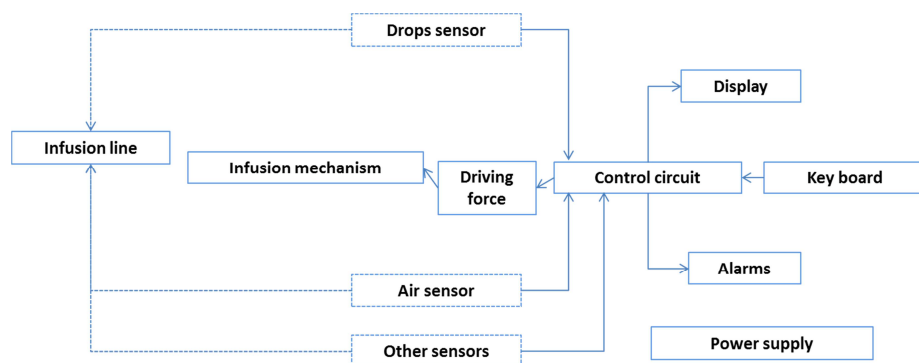 Drops sensor
Display
Infusion line
Infusion mechanism
Driving
force
Control circuit
Key board
Air sensor
Alarms
Other sensors
Power supply